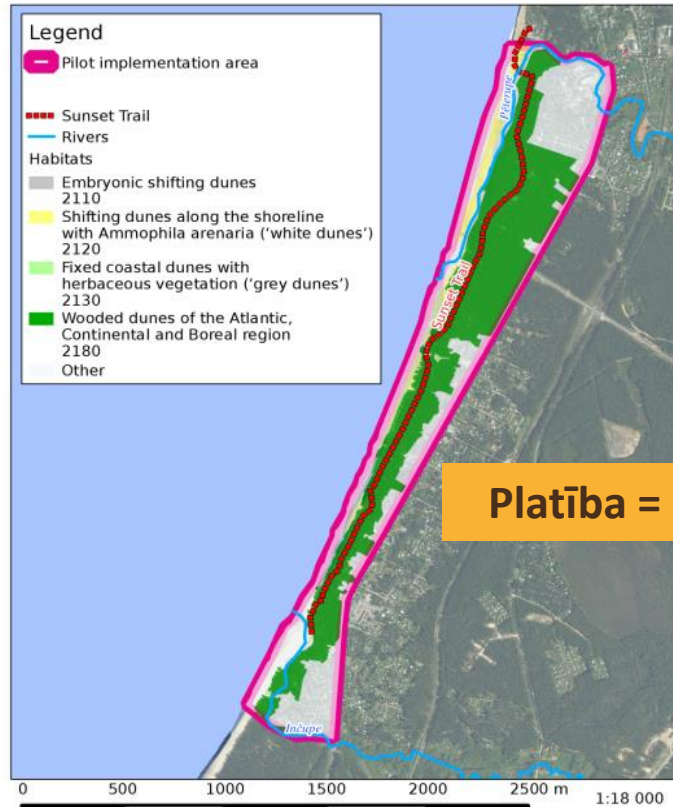 Legend
Pilot implementation area
Sunset Trail
Rivers
Habitats
Embryonic shifting dunes
2110
Shifting dunes along the shoreline
with Ammophila arenaria (‘white dunes’)
2120
Fixed coastal dunes with
herbaceous vegetation (‘grey dunes’)
2130
Wooded dunes of the Atlantic,
Continental and Boreal region
2180
Other
Pēterupe
Sunset Trail
Platība =
Inčupe
0 500 1000 1500 2000 2500 m
1:18 000